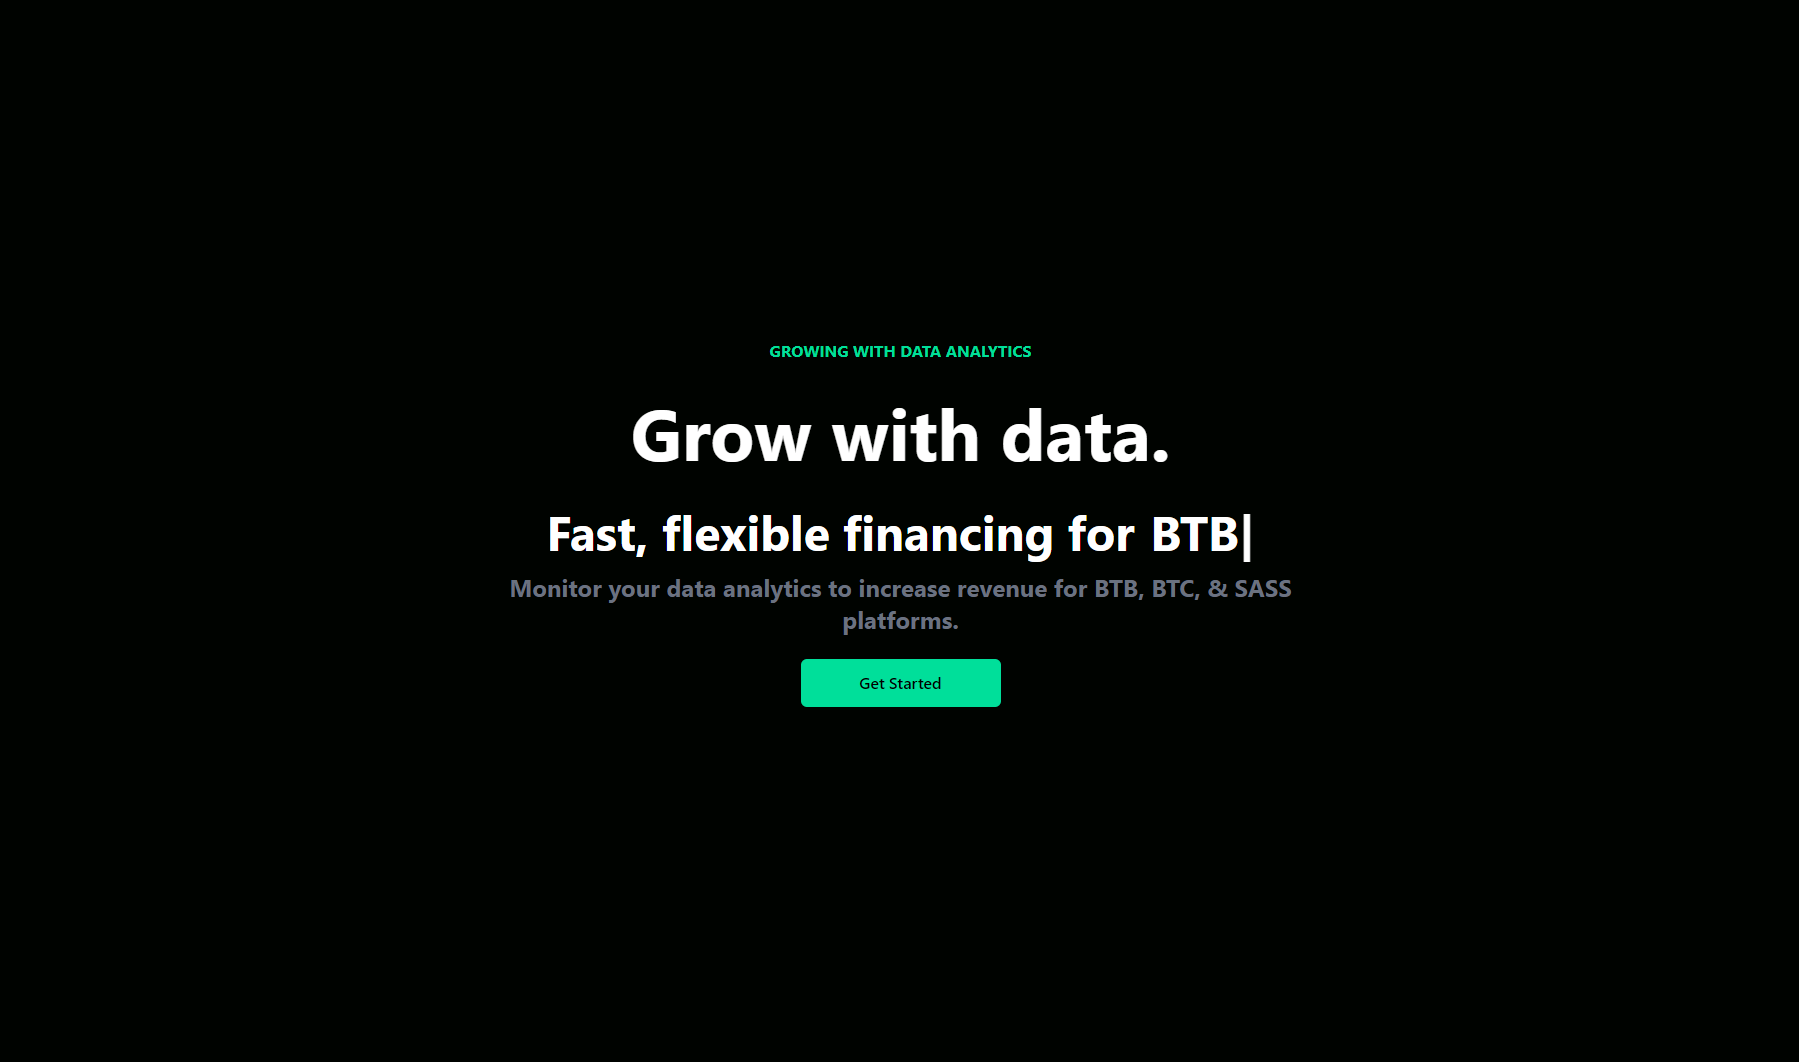 GROWING WITH DATA ANALYTICS
Grow with data.
Fast, flexible financing for BTB|
Monitor your data analytics to increase revenue for BTB, BTC, & SASS
platforms.
Get Started